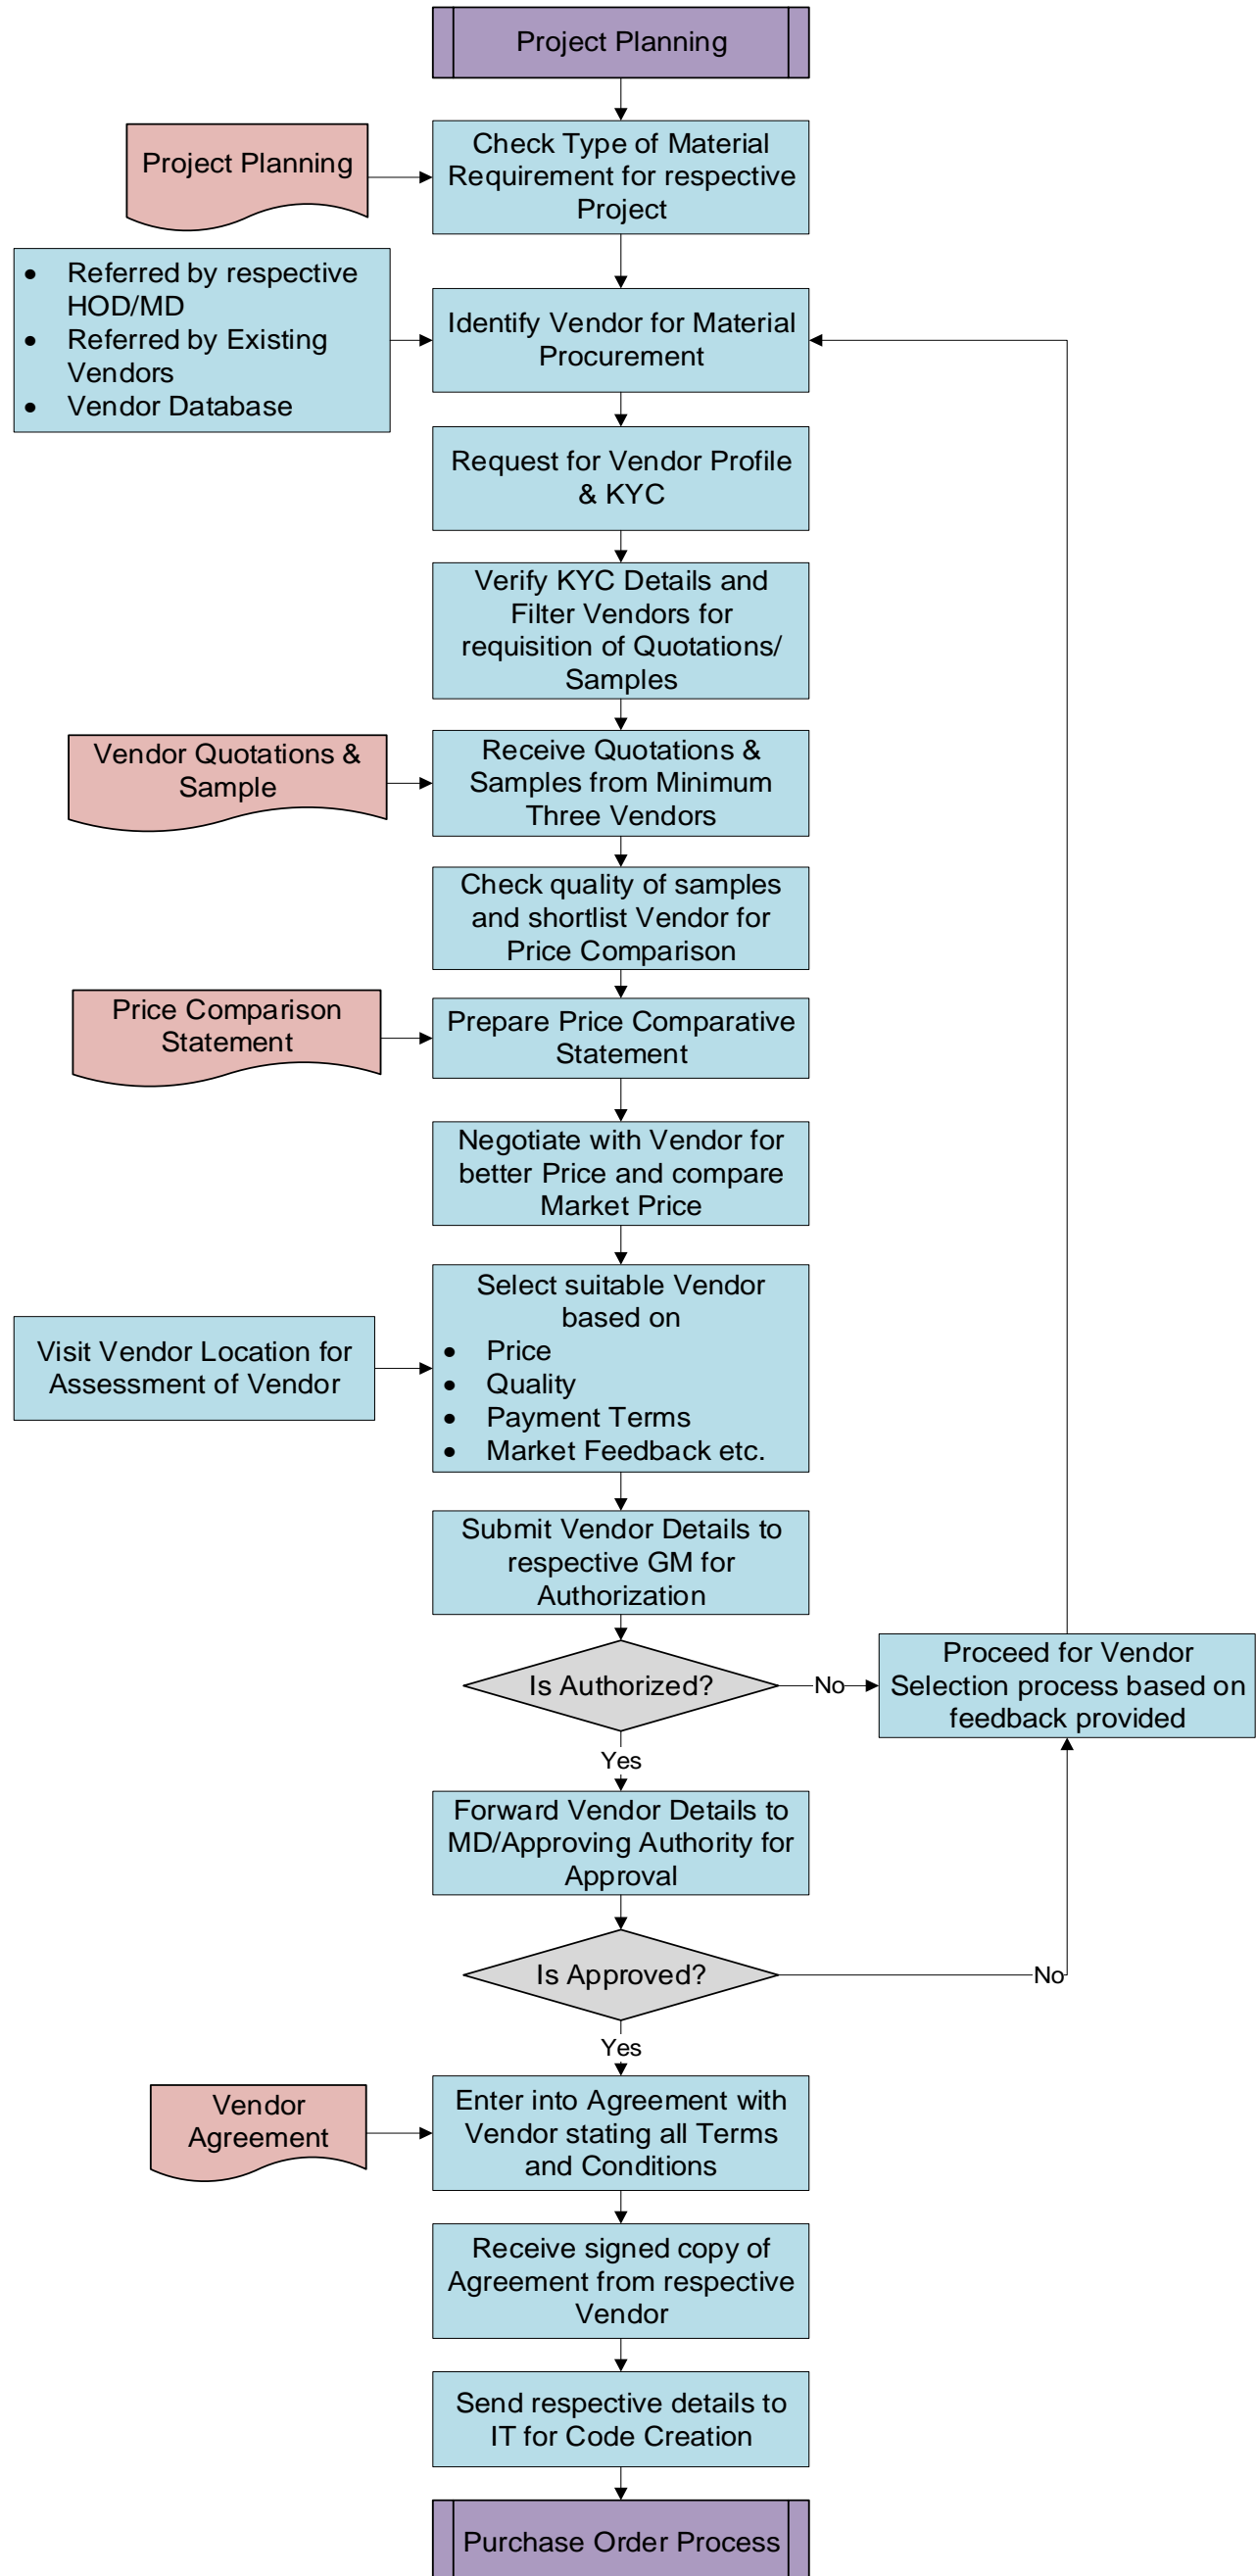 Project Planning
Project Planning
Check Type of Material
Requirement for respective
Project
• Referred by respective
HOD/MD
• Referred by Existing
Vendors
• Vendor Database
Identify Vendor for Material
Procurement
Request for Vendor Profile
& KYC
Verify KYC Details and
Filter Vendors for
requisition of Quotations/
Samples
Vendor Quotations &
Sample
Receive Quotations &
Samples from Minimum
Three Vendors
Check quality of samples
and shortlist Vendor for
Price Comparison
Price Comparison
Statement
Prepare Price Comparative
Statement
Negotiate with Vendor for
better Price and compare
Market Price
Visit Vendor Location for
Assessment of Vendor
Select suitable Vendor
based on
• Price
• Quality
• Payment Terms
• Market Feedback etc.
Submit Vendor Details to
respective GM for
Authorization
Is Authorized?
No
Proceed for Vendor
Selection process based on
feedback provided
Yes
Forward Vendor Details to
MD/Approving Authority for
Approval
Is Approved?
No
Yes
Vendor
Agreement
Enter into Agreement with
Vendor stating all Terms
and Conditions
Receive signed copy of
Agreement from respective
Vendor
Send respective details to
IT for Code Creation
Purchase Order Process